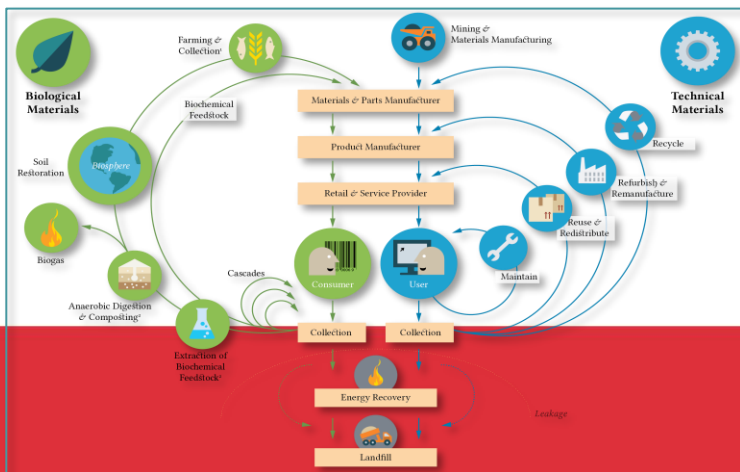 Farming &
Collection¹
Mining &
Materials Manufacturing
Biological
Materials
Technical
Materials
Biochemical
Feedstock
Materials & Parts Manufacturer
Recycle
Product Manufacturer
Soil
Restoration
Biosphere
Refurbish &
Remanufacture
Retail & Service Provider
Reuse &
Redistribute
Biogas
Cascades
Consumer
User
Maintain
Anaerobic Digestion
& Composting²
Collection
Collection
Extraction of
Biochemical
Feedstock²
Energy Recovery
Leakage
Landfill